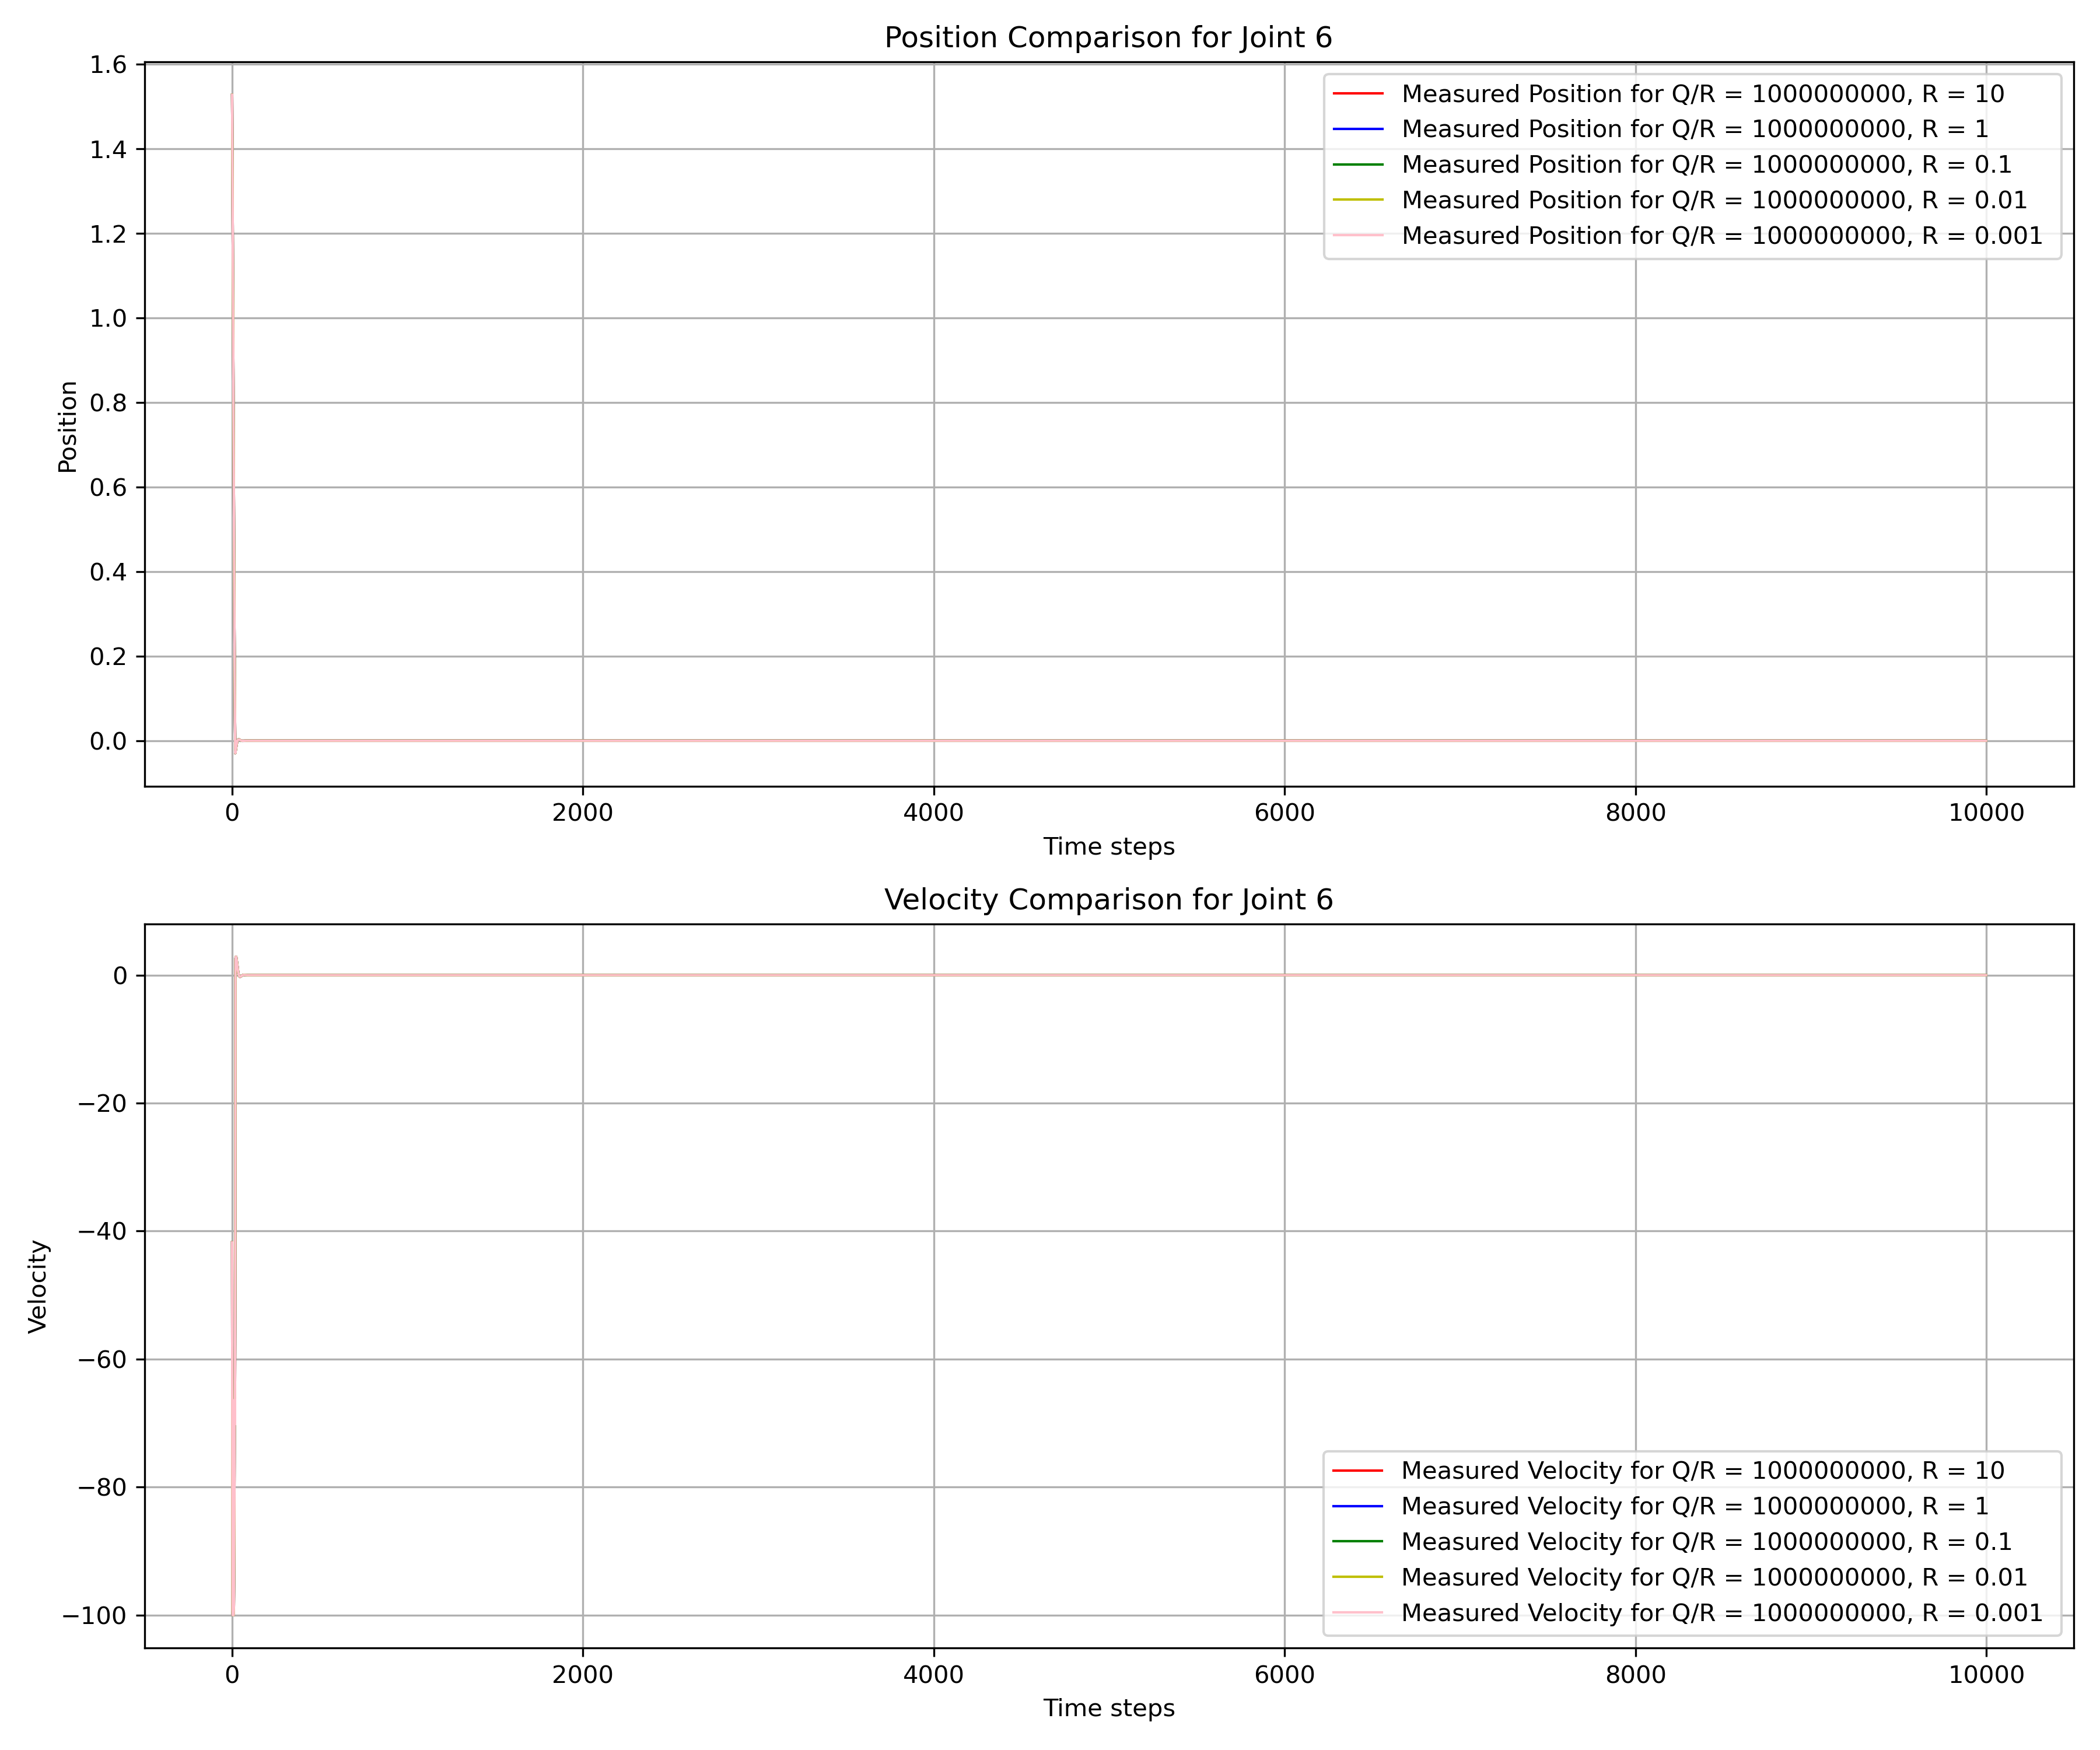 Position Comparison for Joint 6
1.6
1.4
1.2
1.0
0.8
0.6
0.4
0.2
0.0
Position
Measured Position for Q/R = 1000000000, R = 10
Measured Position for Q/R = 1000000000, R = 1
Measured Position for Q/R = 1000000000, R = 0.1
Measured Position for Q/R = 1000000000, R = 0.01
Measured Position for Q/R = 1000000000, R = 0.001
0 2000 4000 6000 8000 10000
Time steps
Velocity Comparison for Joint 6
0
−20
−40
−60
−80
−100
Velocity
Measured Velocity for Q/R = 1000000000, R = 10
Measured Velocity for Q/R = 1000000000, R = 1
Measured Velocity for Q/R = 1000000000, R = 0.1
Measured Velocity for Q/R = 1000000000, R = 0.01
Measured Velocity for Q/R = 1000000000, R = 0.001
0 2000 4000 6000 8000 10000
Time steps